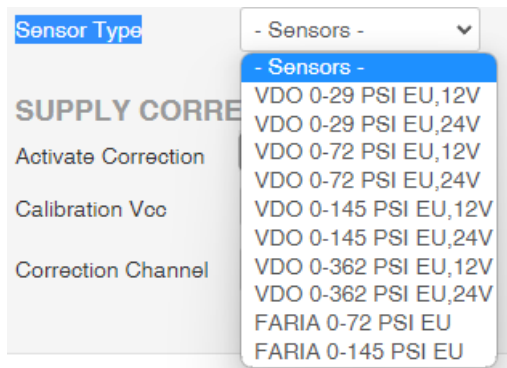 Sensor Type
- Sensors -
- Sensors -
VDO 0-29 PSI EU,12V
VDO 0-29 PSI EU,24V
VDO 0-72 PSI EU,12V
VDO 0-72 PSI EU,24V
VDO 0-145 PSI EU,12V
VDO 0-145 PSI EU,24V
VDO 0-362 PSI EU,12V
VDO 0-362 PSI EU,24V
FARIA 0-72 PSI EU
FARIA 0-145 PSI EU
SUPPLY CORRE
Activate Correction
Calibration Vcc
Correction Channel